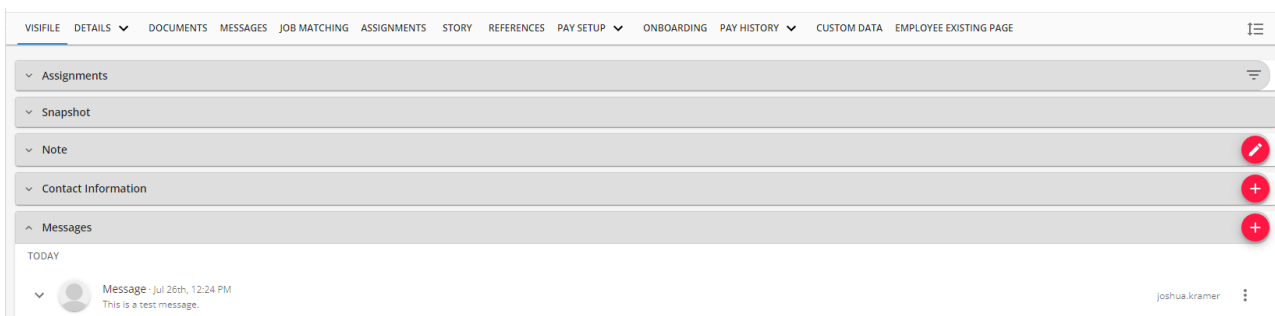 VISIFILE DETAILS DOCUMENTS MESSAGES JOB MATCHING ASSIGNMENTS STORY REFERENCES PAY SETUP ONBOARDING PAY HISTORY CUSTOM DATA EMPLOYEE EXISTING PAGE
Assignments
Snapshot
Note
Contact Information
Messages
TODAY
Message · Jul 26th, 12:24 PM
This is a test message.
joshua.kramer